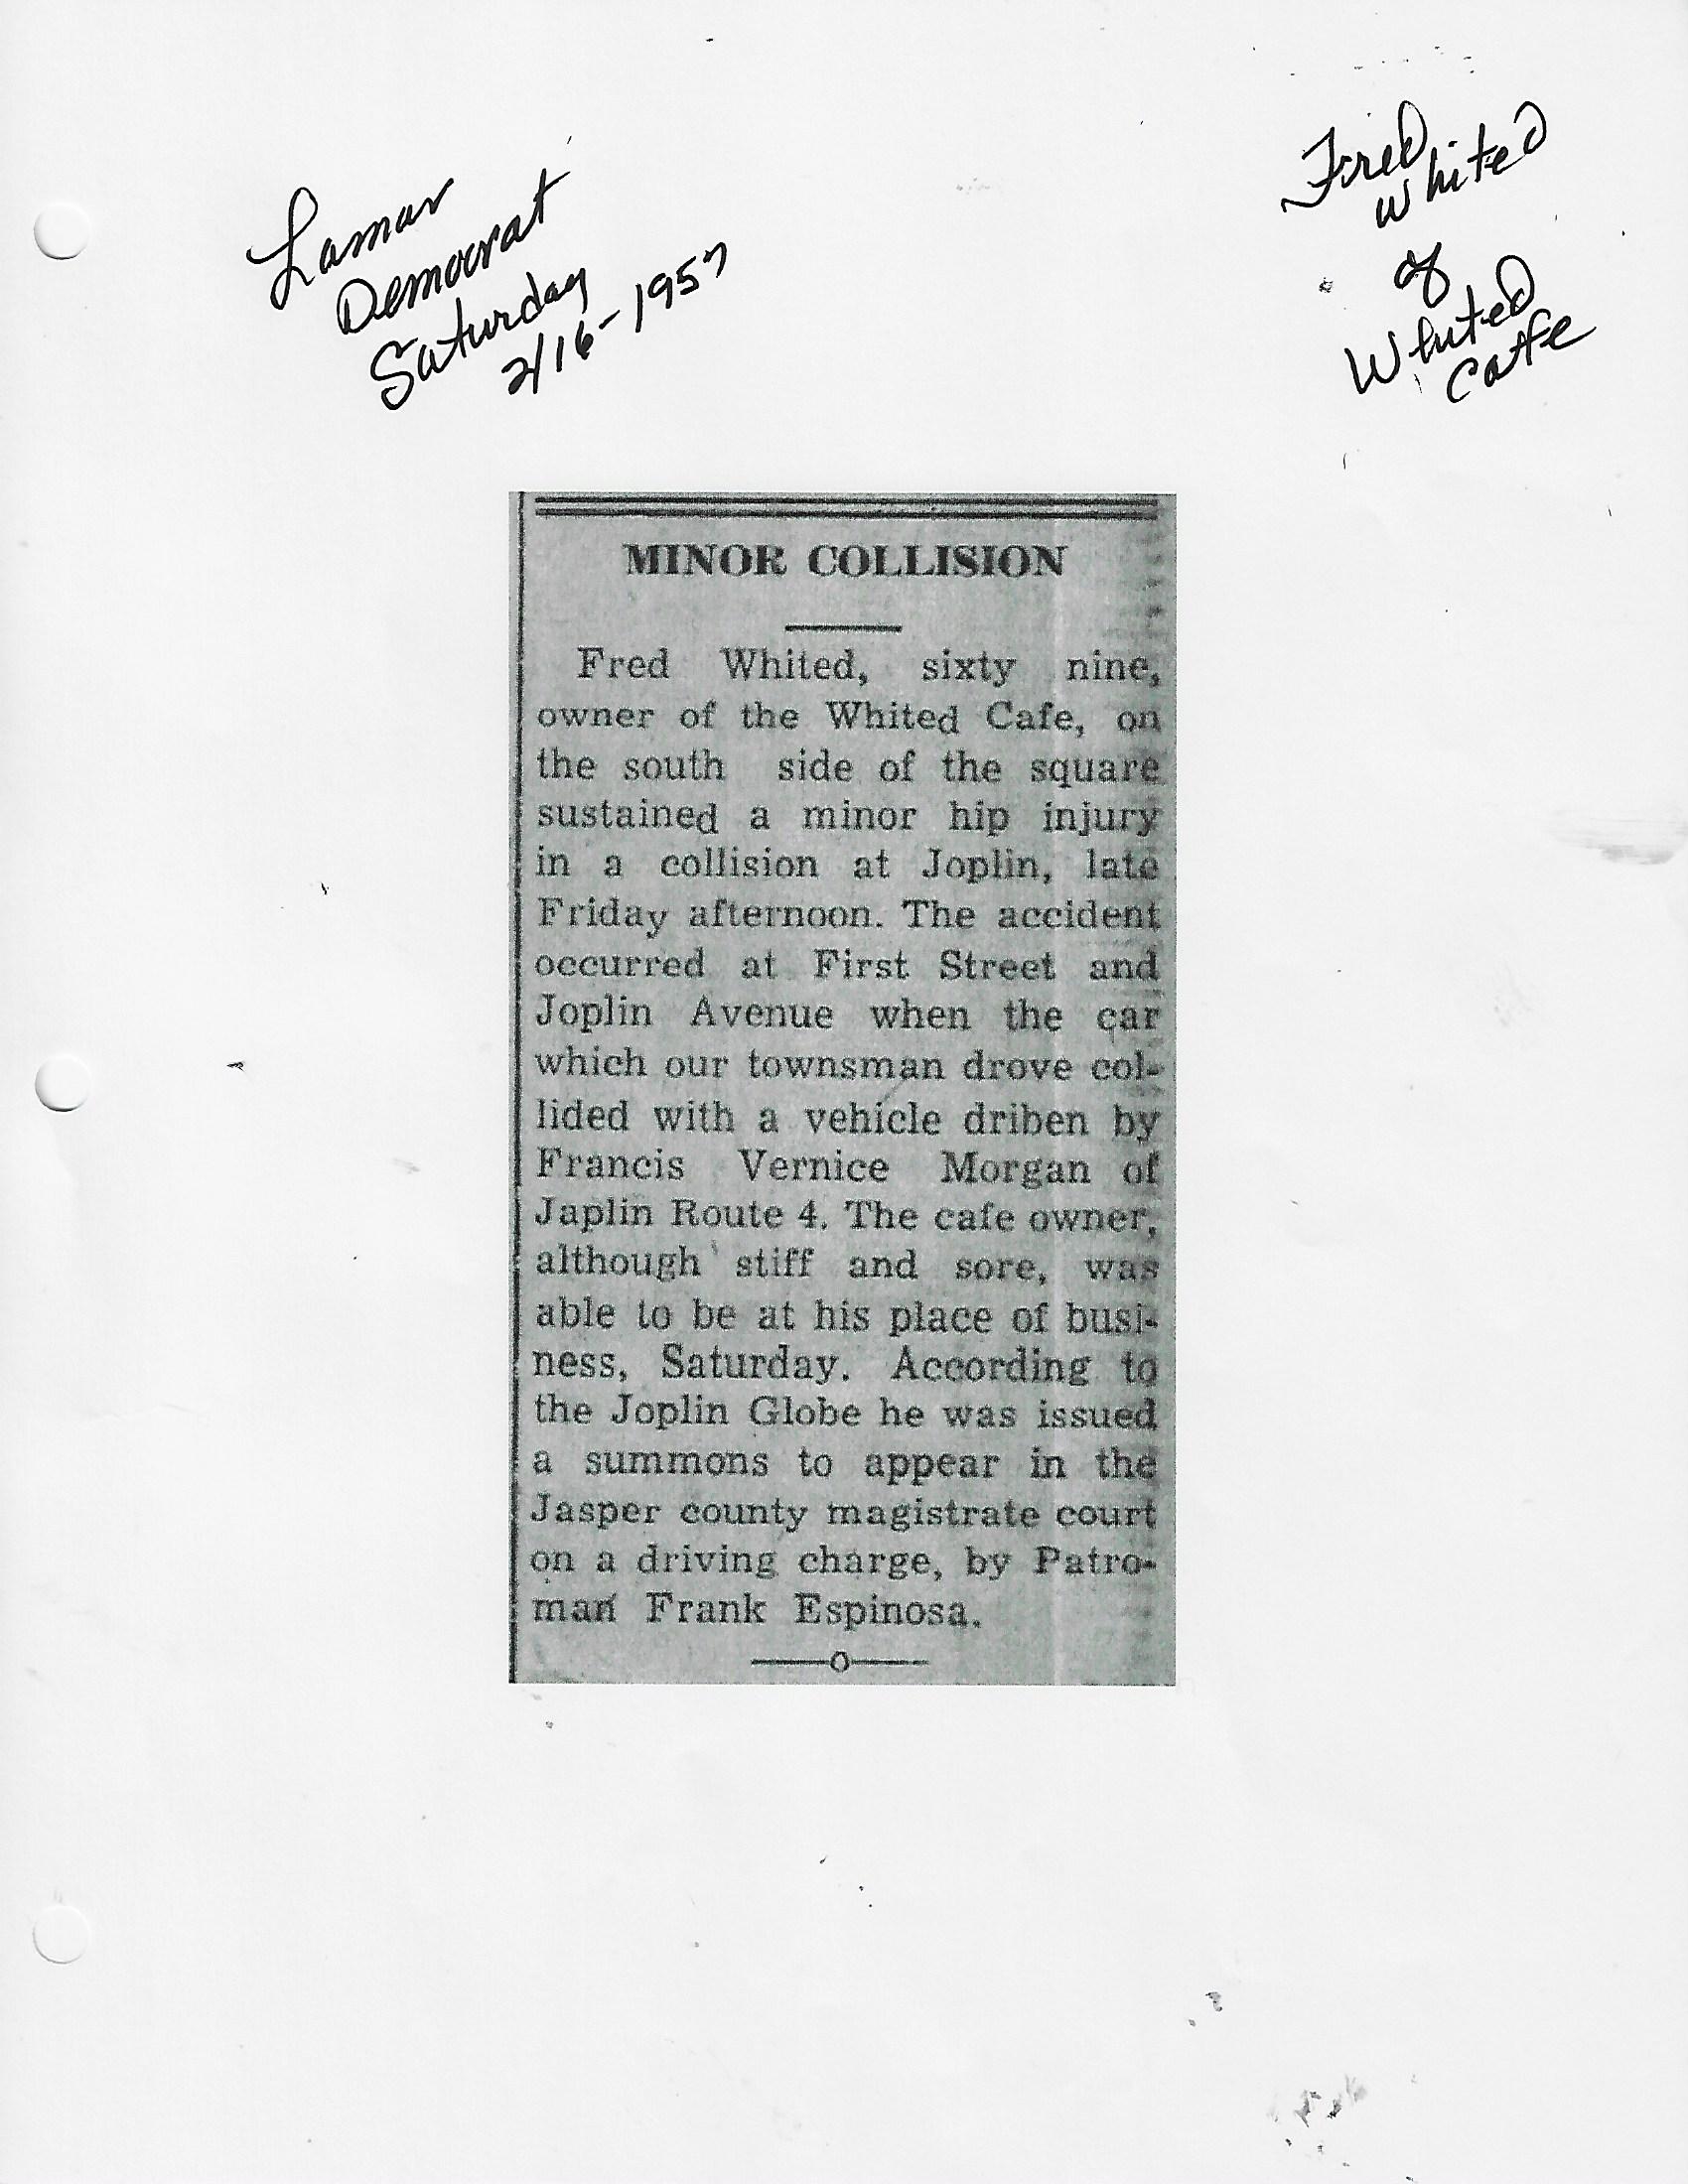 Lamar
Democrat
Saturday
2/16-1957
Fred
Whited
of
Whited
Cafe
MINOR COLLISION
Fred Whited, sixty nine,
owner of the Whited Cafe, on
the south side of the square
sustained a minor hip injury
in a collision at Joplin, late
Friday afternoon. The accident
occurred at First Street and
Joplin Avenue when the car
which our townsman drove col-
lided with a vehicle driben by
Francis Vernice Morgan of
Japlin Route 4. The cafe owner,
although stiff and sore, was
able to be at his place of busi-
ness, Saturday. According to
the Joplin Globe he was issued
a summons to appear in the
Jasper county magistrate court
on a driving charge, by Patro-
man Frank Espinosa.